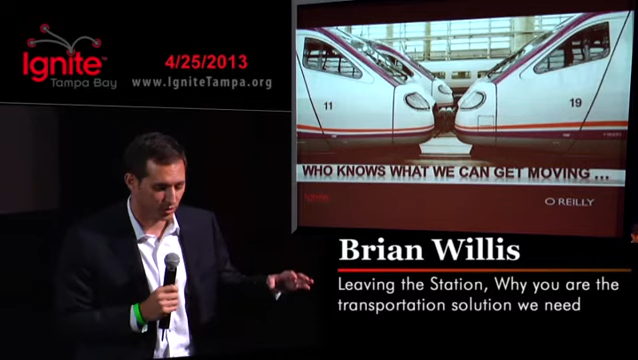 Ignite
Tampa Bay
4/25/2013
www.IgniteTampa.org
11
19
WHO KNOWS WHAT WE CAN GET MOVING ...
Ignite
O REILLY
Brian Willis
Leaving the Station, Why you are the
transportation solution we need